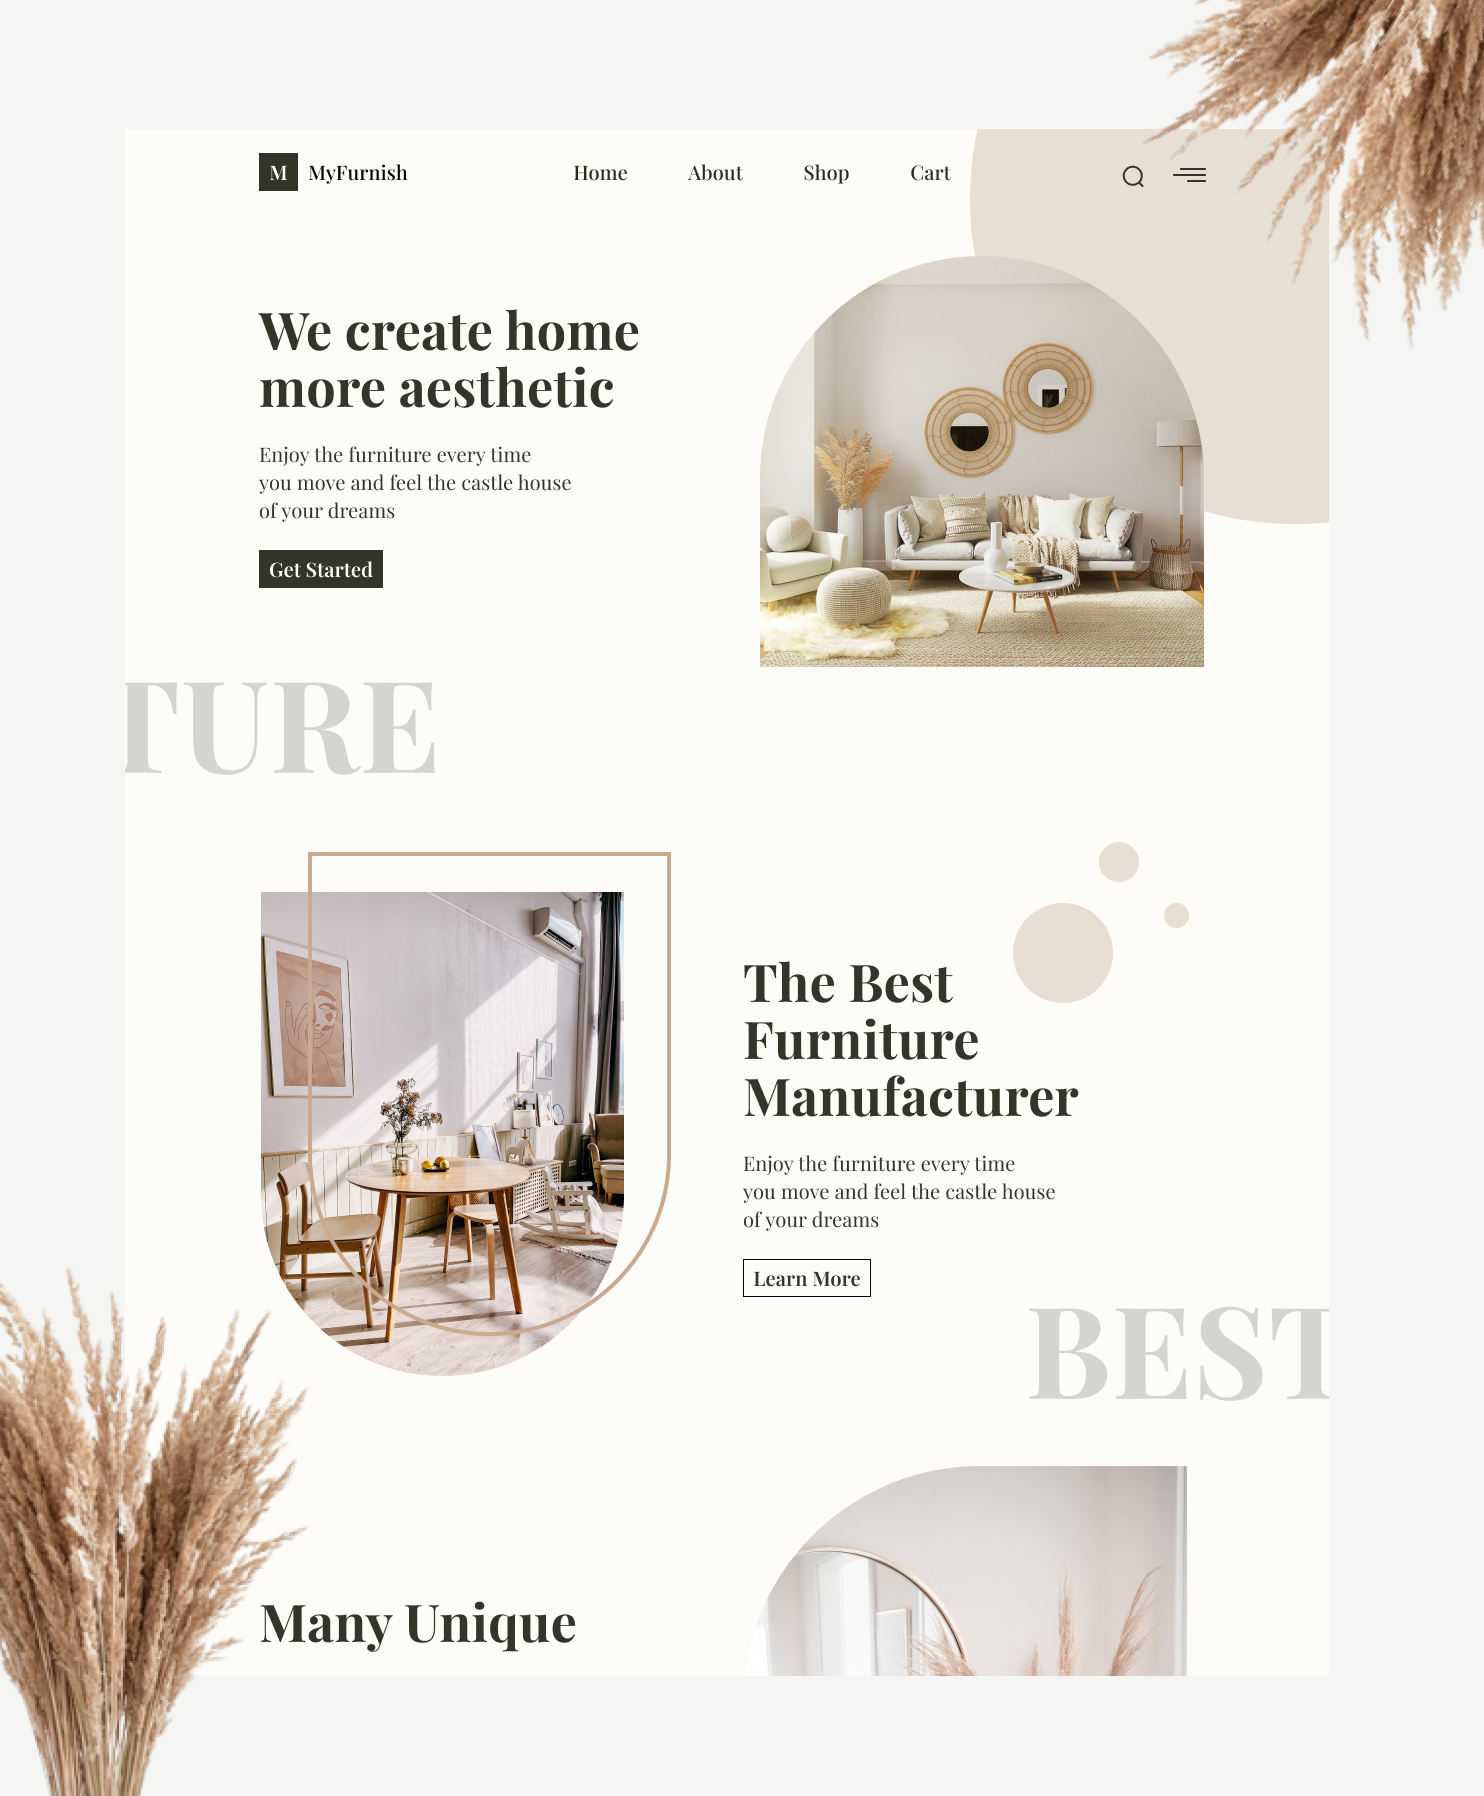 M MyFurnish
Home About Shop Cart
We create home
more aesthetic
Enjoy the furniture every time
you move and feel the castle house
of your dreams
Get Started
TURE
The Best
Furniture
Manufacturer
Enjoy the furniture every time
you move and feel the castle house
of your dreams
Learn More
BEST
Many Unique